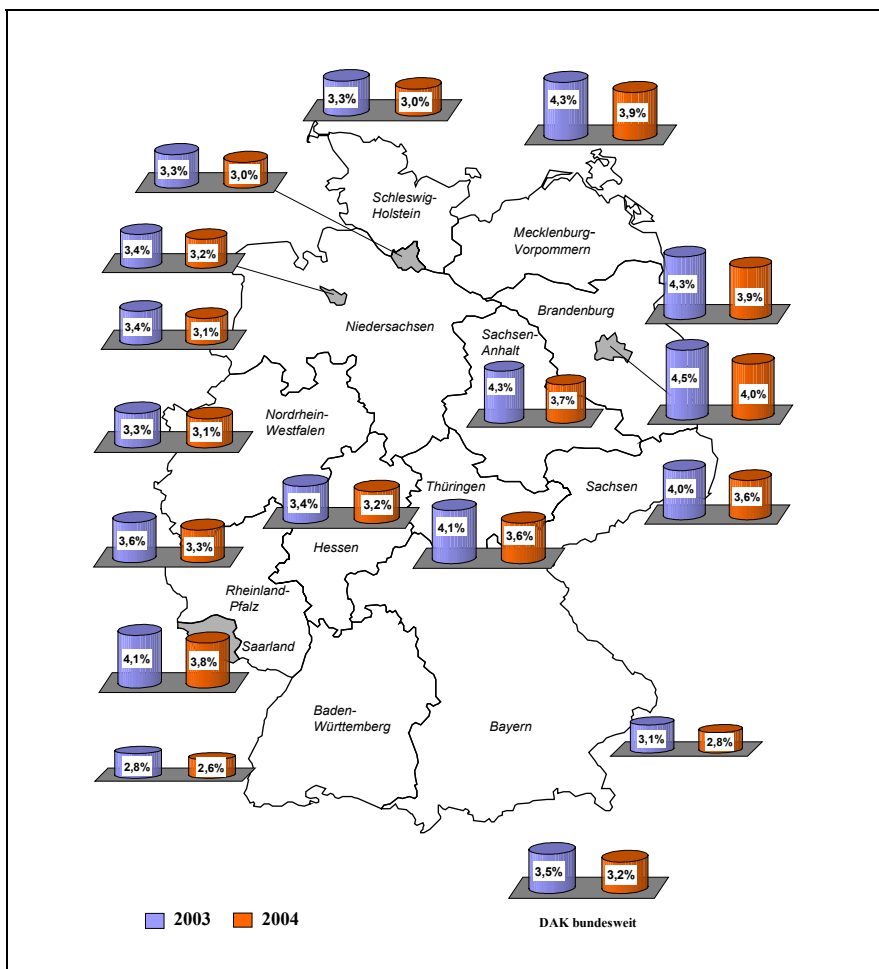 3,3% 3,0%
4,3% 3,9%
3,3% 3,0%
Schleswig-
Holstein
Mecklenburg-
Vorpommern
3,4% 3,2%
4,3% 3,9%
3,4% 3,1%
Niedersachsen
Brandenburg
Sachsen-
Anhalt
4,3% 3,7%
4,5% 4,0%
3,3% 3,1%
Nordrhein-
Westfalen
3,4% 3,2%
Thüringen
Sachsen
4,0% 3,6%
4,1% 3,6%
3,6% 3,3%
Hessen
Rheinland-
Pfalz
Saarland
4,1% 3,8%
Baden-
Württemberg
Bayern
3,1% 2,8%
2,8% 2,6%
3,5% 3,2%
2003 2004
DAK bundesweit